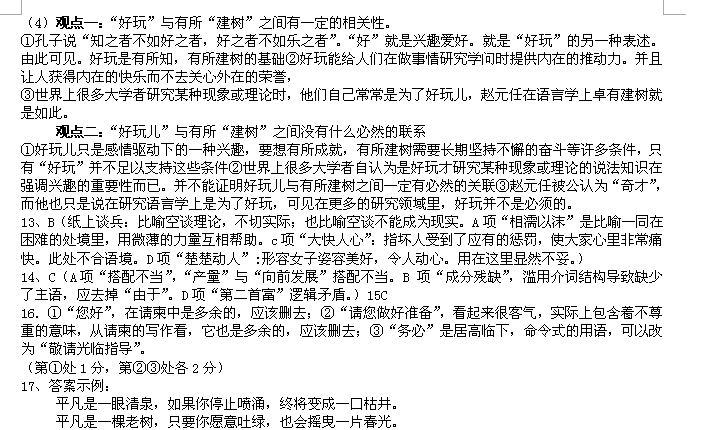 （4）观点一：“好玩”与有所“建树”之间有一定的相关性。
①孔子说“知之者不如好之者，好之者不如乐之者”。“好”就是兴趣爱好。就是“好玩”的另一种表述。
由此可见。好玩是有所知，有所建树的基础②好玩能给人们在做事情研究学问时提供内在的推动力。并且
让人获得内在的快乐而不去关心外在的荣誉，
③世界上很多大学者研究某种现象或理论时，他们自己常常是为了好玩儿，赵元任在语言学上卓有建树就
是如此。
观点二：“好玩儿”与有所“建树”之间没有什么必然的联系
①好玩儿只是感情驱动下的一种兴趣，要想有所成就，有所建树需要长期坚持不懈的奋斗等许多条件，只
有“好玩”并不足以支持这些条件②世界上很多大学者自认为是好玩才研究某种现象或理论的说法知识在
强调兴趣的重要性而已。并不能证明好玩儿与有所建树之间一定有必然的关联③赵元任被公认为“奇才”，
而他也只是说在研究语言学上是为了好玩，可见在更多的研究领域里，好玩并不是必须的。
13、B（纸上谈兵：比喻空谈理论，不切实际；也比喻空谈不能成为现实。A项“相濡以沫”是比喻一同在
困难的处境里，用微薄的力量互相帮助。c项“大快人心”：指坏人受到了应有的惩罚，使大家心里非常痛
快。此处不合语境。D项“楚楚动人”:形容女子姿容美好，令人动心。用在这里显然不妥。）
14、C（A项“搭配不当”，“产量”与“向前发展”搭配不当。B 项“成分残缺”，滥用介词结构导致缺少
了主语，应去掉“由于”。D项“第二首富”逻辑矛盾。）15C
16．①“您好”，在请柬中是多余的，应该删去；②“请您做好准备”，看起来很客气，实际上包含着不尊
重的意味，从请柬的写作看，它也是多余的，应该删去；③“务必”是居高临下，命令式的用语，可以改
为“敬请光临指导”。
（第①处1分，第②③处各2分）
17、答案示例：
平凡是一眼清泉，如果你停止喷涌，终将变成一口枯井。
平凡是一棵老树，只要你愿意吐绿，也会摇曳一片春光。